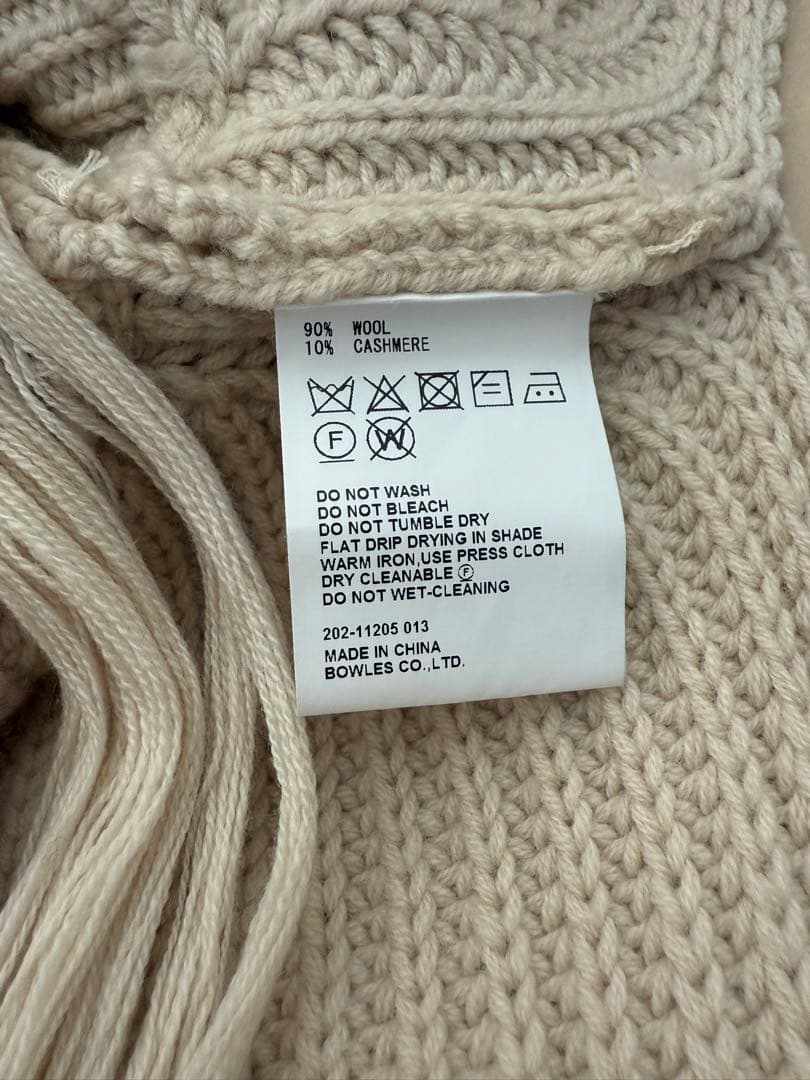 90% WOOL
10% CASHMERE
F W
DO NOT WASH
DO NOT BLEACH
DO NOT TUMBLE DRY
FLAT DRIP DRYING IN SHADE
WARM IRON,USE PRESS CLOTH
DRY CLEANABLE Ⓕ
DO NOT WET-CLEANING
202-11205 013
MADE IN CHINA
BOWLES CO.,LTD.